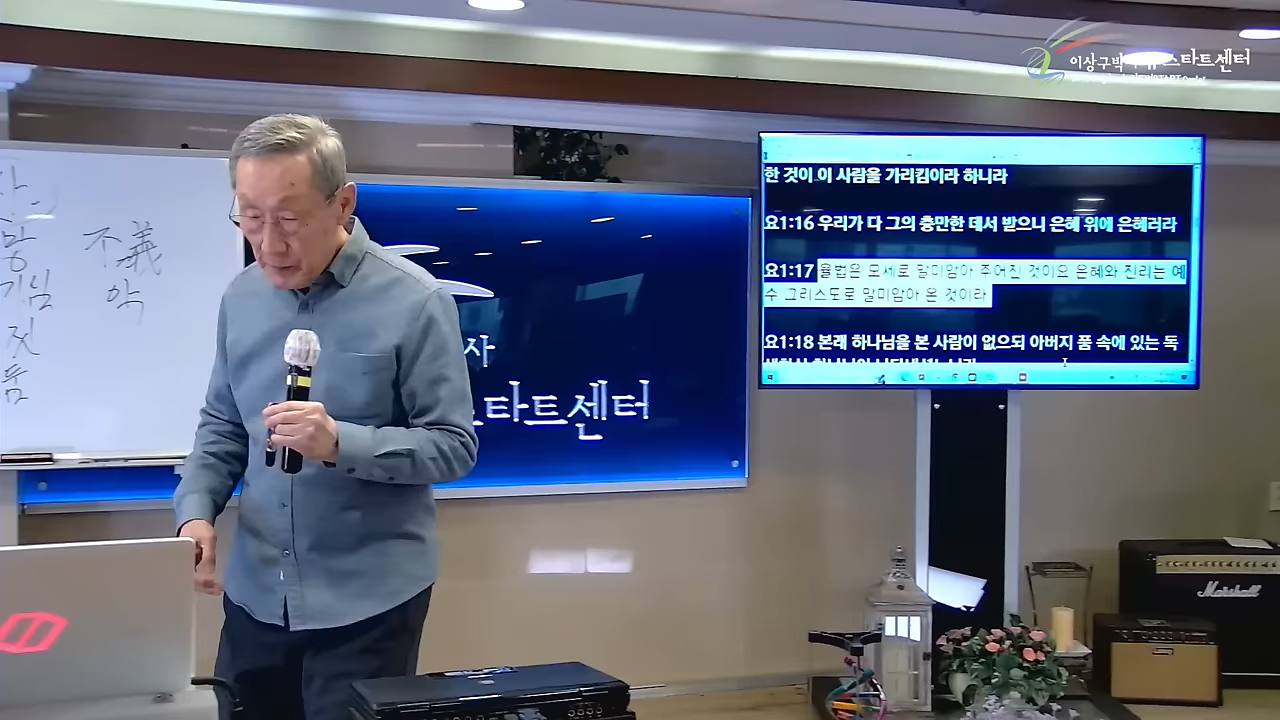 이상구박사 뉴스타트센터
不義
악
님
짓
한 것이 이 사람을 가리킴이라 하니라
요1:16 우리가 다 그의 충만한 데서 받으니 은혜 위에 은혜러라
요1:17 율법은 모세로 말미암아 주어진 것이요 은혜와 진리는 예
수 그리스도로 말미암아 온 것이라
요1:18 본래 하나님을 본 사람이 없으되 아버지 품 속에 있는 독
사
타트센터
Marshall